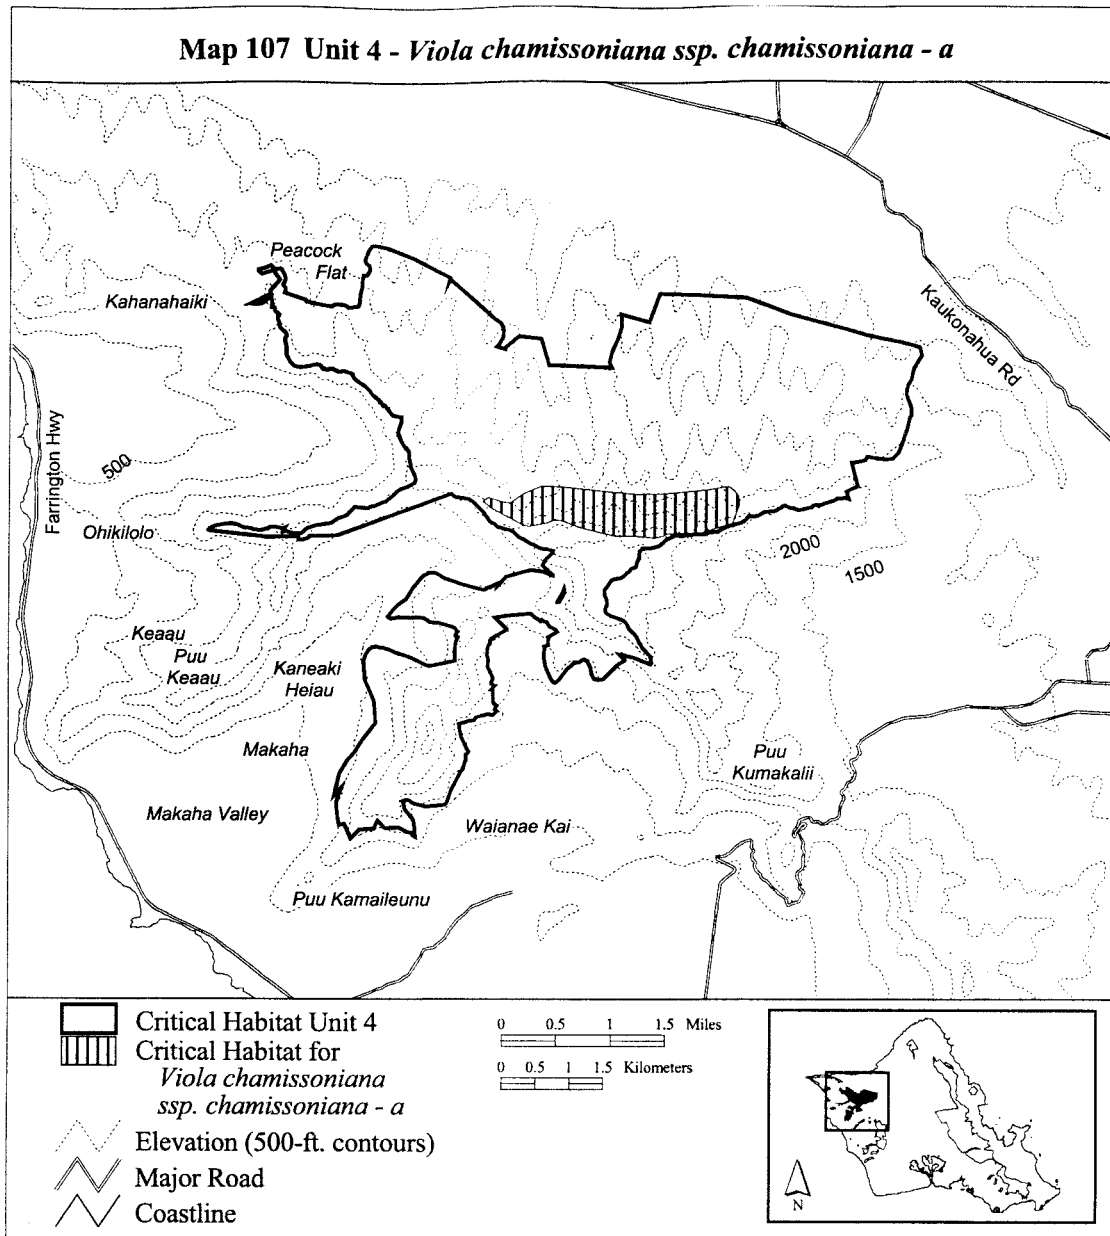 Map 107 Unit 4 - Viola chamissoniana ssp. chamissoniana - a
Peacock
Flat
Kahanahaiki
Kaukonahua Rd
Farrington Hwy
500
Ohikilolo
2000
1500
Keaau
Puu
Keaau
Kaneaki
Heiau
Makaha
Puu
Kumakalii
Makaha Valley
Waianae Kai
Puu Kamaileunu
Critical Habitat Unit 4
Critical Habitat for
Viola chamissoniana
ssp. chamissoniana - a
Elevation (500-ft. contours)
Major Road
Coastline
0 0.5 1 1.5 Miles
0 0.5 1 1.5 Kilometers
N